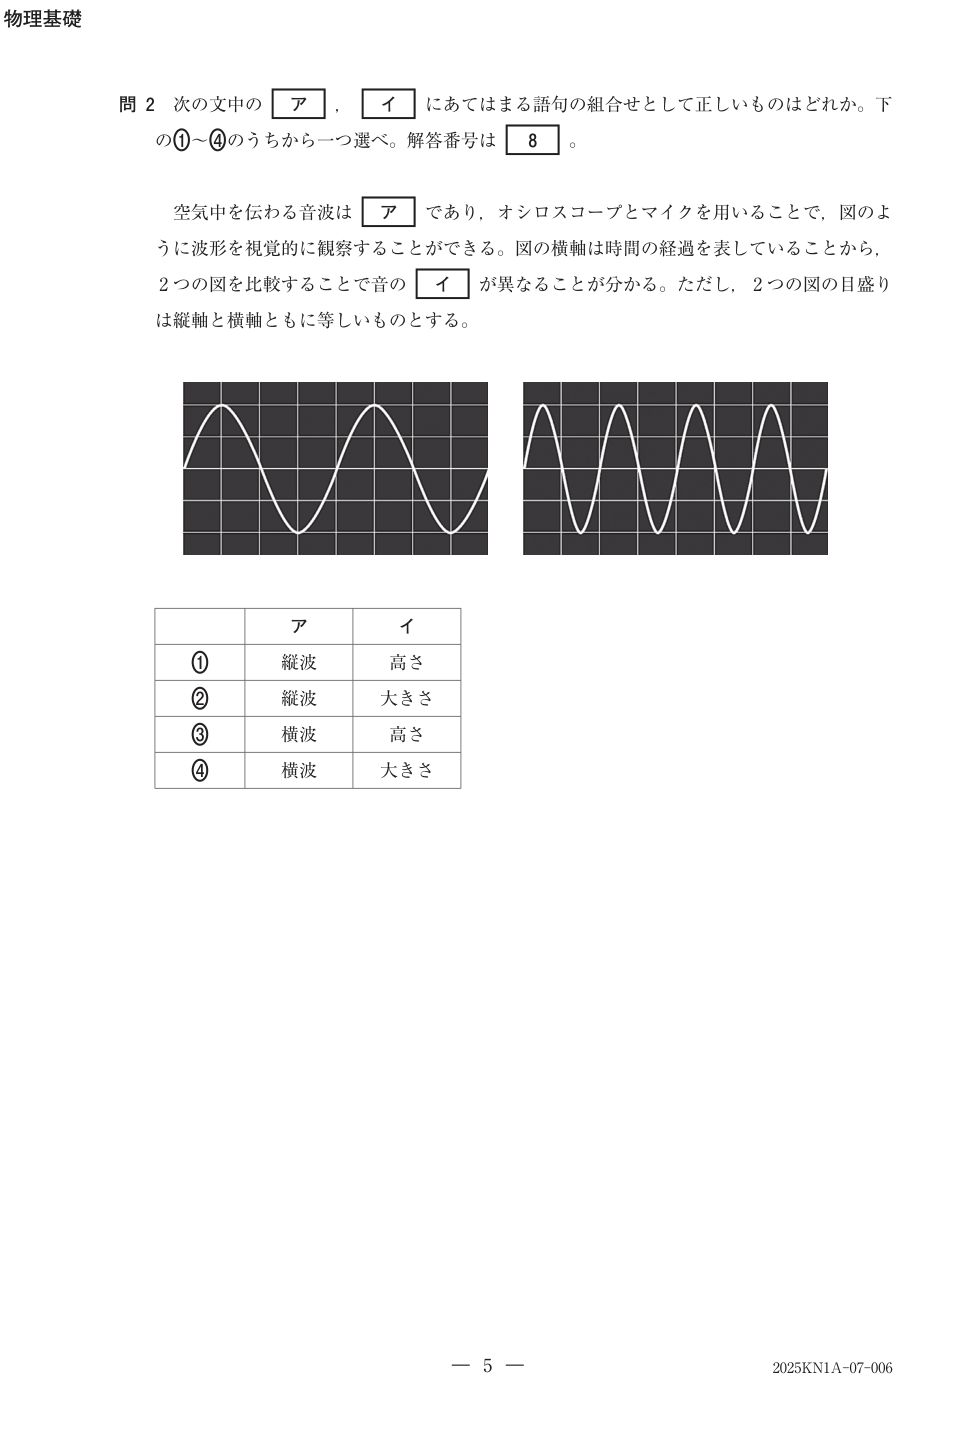 物理基礎
問 2　次の文中の ア ， イ にあてはまる語句の組合せとして正しいものはどれか。下
の①～④のうちから一つ選べ。解答番号は 8 。
空気中を伝わる音波は ア であり，オシロスコープとマイクを用いることで，図のよ
うに波形を視覚的に観察することができる。図の横軸は時間の経過を表していることから，
２つの図を比較することで音の イ が異なることが分かる。ただし，２つの図の目盛り
は縦軸と横軸ともに等しいものとする。
ア イ
① 縦波 高さ
② 縦波 大きさ
③ 横波 高さ
④ 横波 大きさ
― 5 ―
2025KN1A-07-006